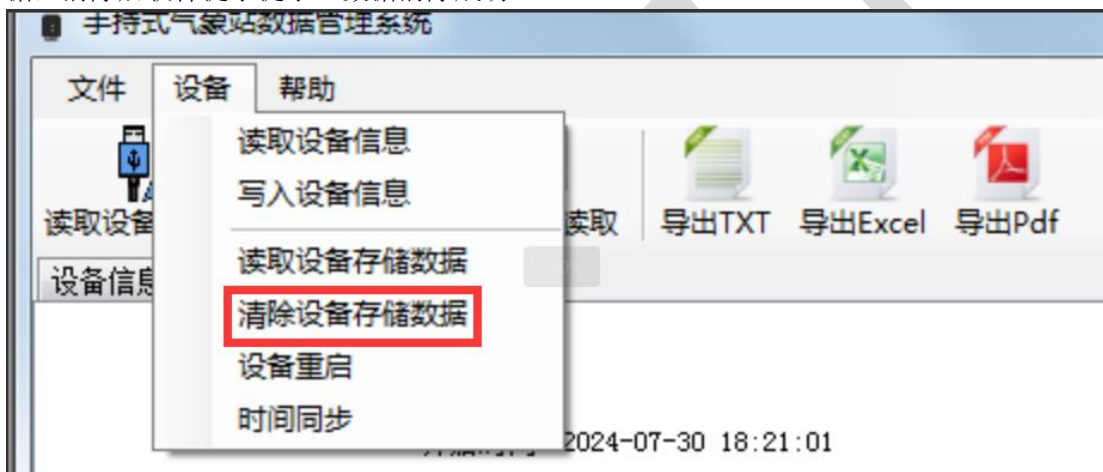 手持式气象站数据管理系统
文件 设备 帮助
读取设备信息
写入设备信息
读取设备 读取 导出TXT 导出Excel 导出Pdf
读取设备存储数据
设备信息
清除设备存储数据
设备重启
时间同步
2024-07-30 18:21:01